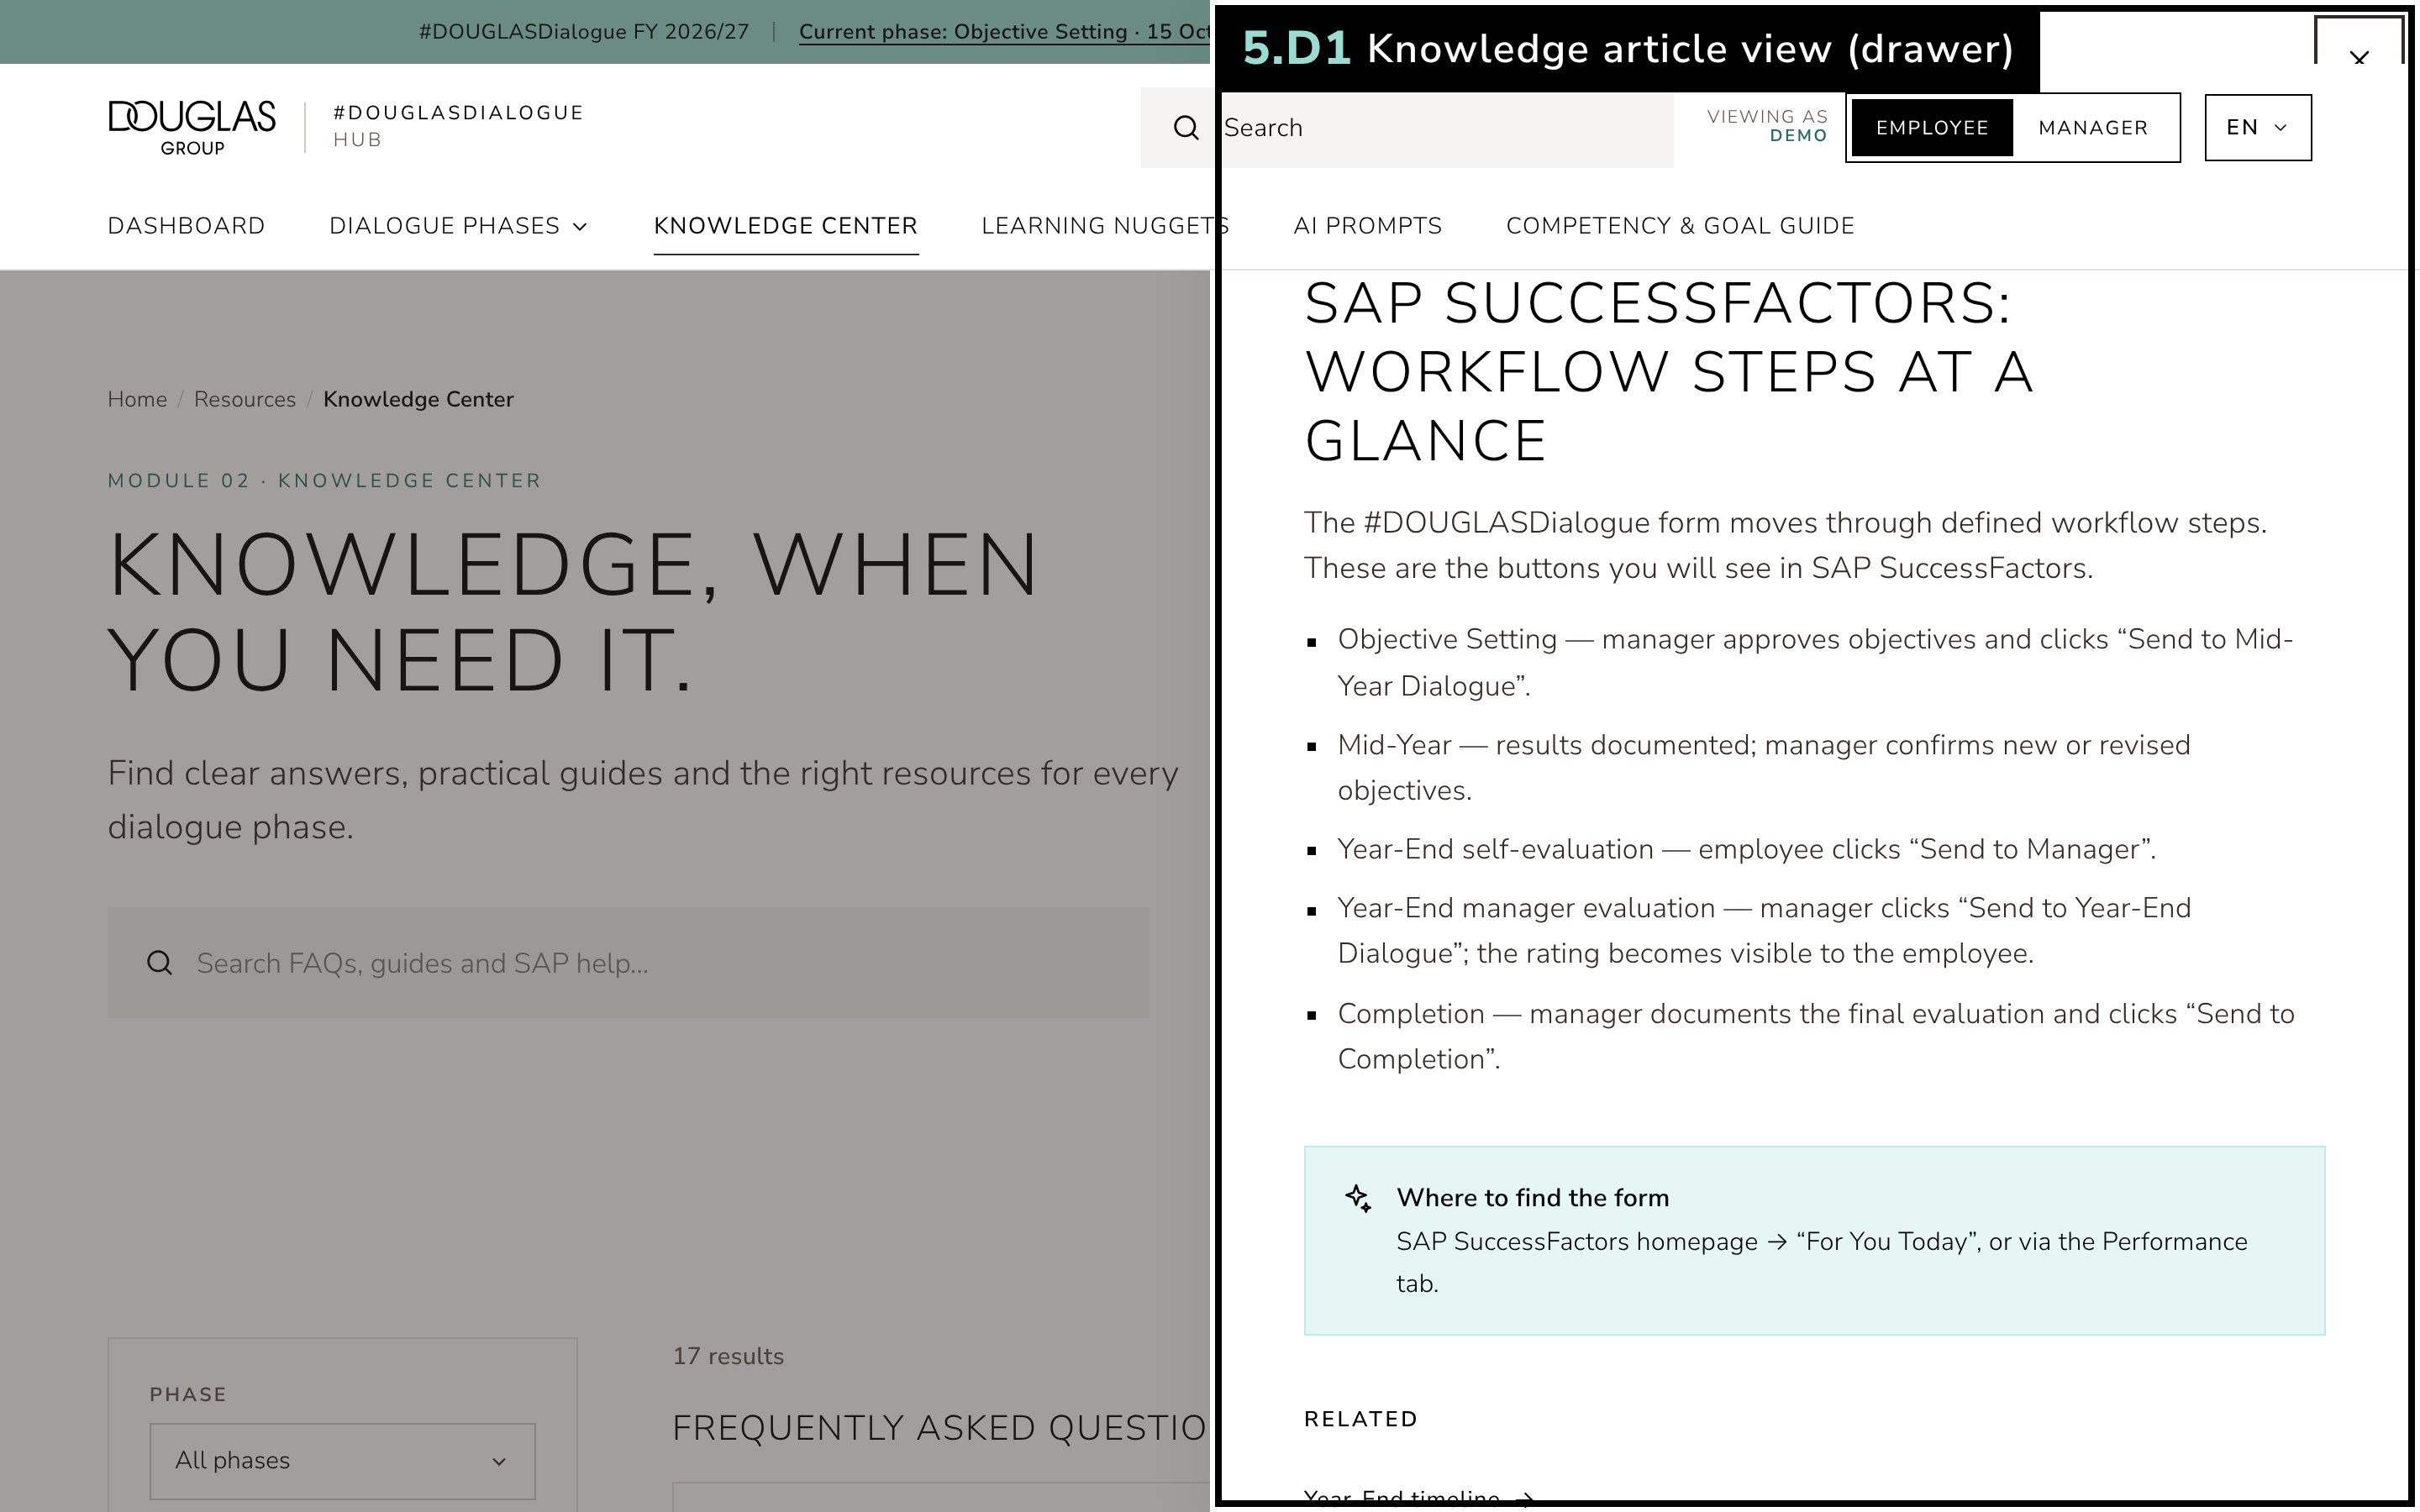 #DOUGLASDialogue FY 2026/27
Current phase: Objective Setting · 15 Oct
5.D1 Knowledge article view (drawer)
DOUGLAS
GROUP
#DOUGLASDIALOGUE
HUB
Search
VIEWING AS
DEMO
EMPLOYEE
MANAGER
EN
DASHBOARD
DIALOGUE PHASES
KNOWLEDGE CENTER
LEARNING NUGGETS
AI PROMPTS
COMPETENCY & GOAL GUIDE
Home / Resources / Knowledge Center
MODULE 02 · KNOWLEDGE CENTER
KNOWLEDGE, WHEN
YOU NEED IT.
Find clear answers, practical guides and the right resources for every
dialogue phase.
Search FAQs, guides and SAP help...
PHASE
All phases
17 results
FREQUENTLY ASKED QUESTIO
SAP SUCCESSFACTORS:
WORKFLOW STEPS AT A
GLANCE
The #DOUGLASDialogue form moves through defined workflow steps.
These are the buttons you will see in SAP SuccessFactors.
Objective Setting — manager approves objectives and clicks “Send to Mid-
Year Dialogue”.
Mid-Year — results documented; manager confirms new or revised
objectives.
Year-End self-evaluation — employee clicks “Send to Manager”.
Year-End manager evaluation — manager clicks “Send to Year-End
Dialogue”; the rating becomes visible to the employee.
Completion — manager documents the final evaluation and clicks “Send to
Completion”.
Where to find the form
SAP SuccessFactors homepage → “For You Today”, or via the Performance
tab.
RELATED
Year-End timeline →